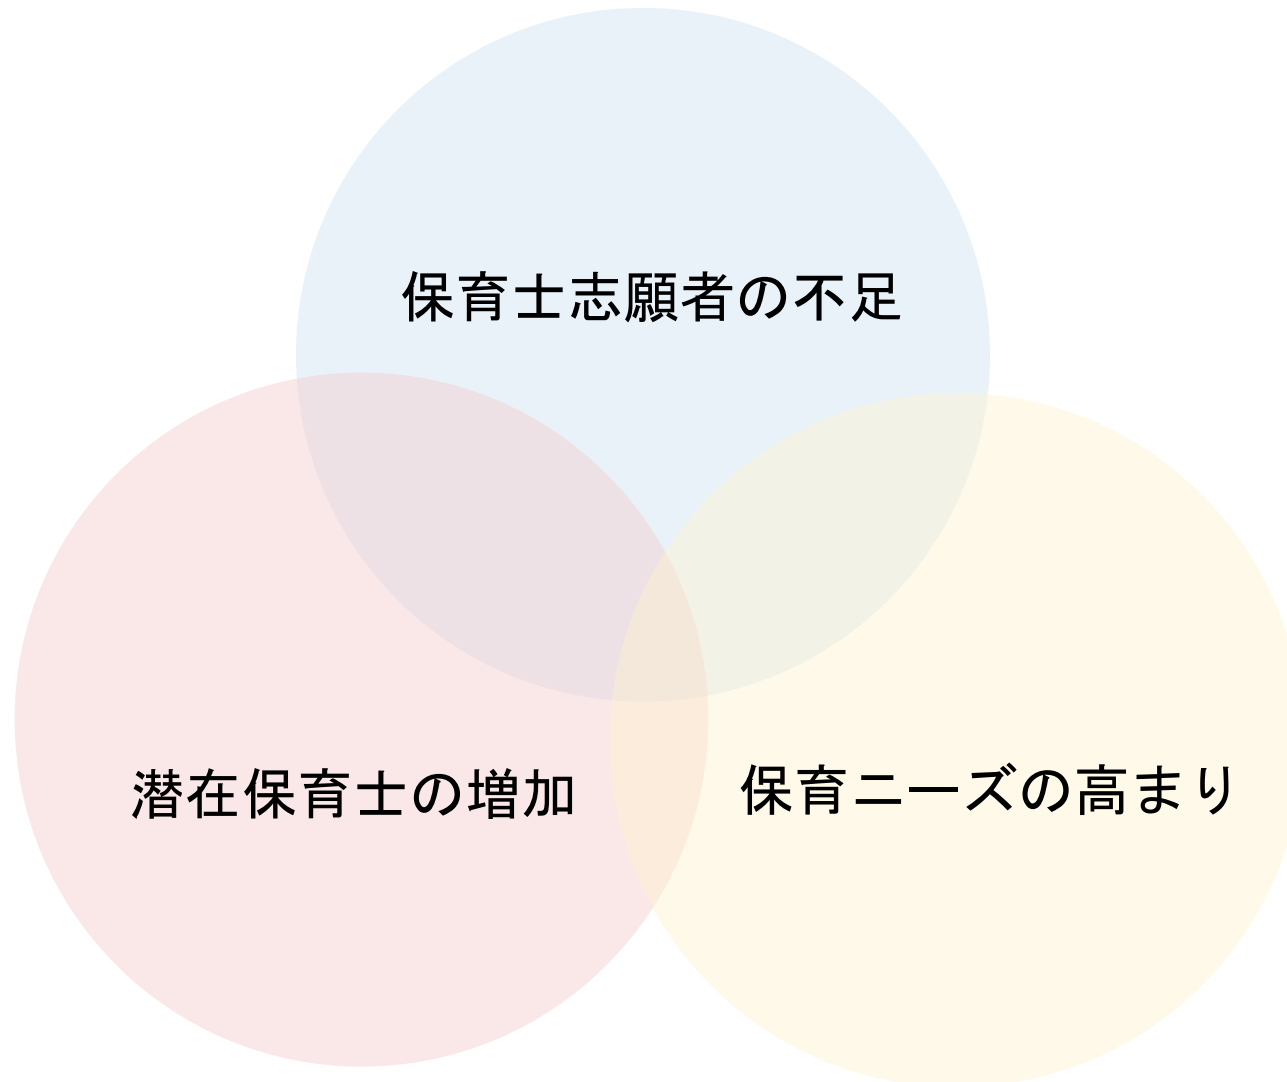 保育士志願者の不足
潜在保育士の増加
保育ニーズの高まり